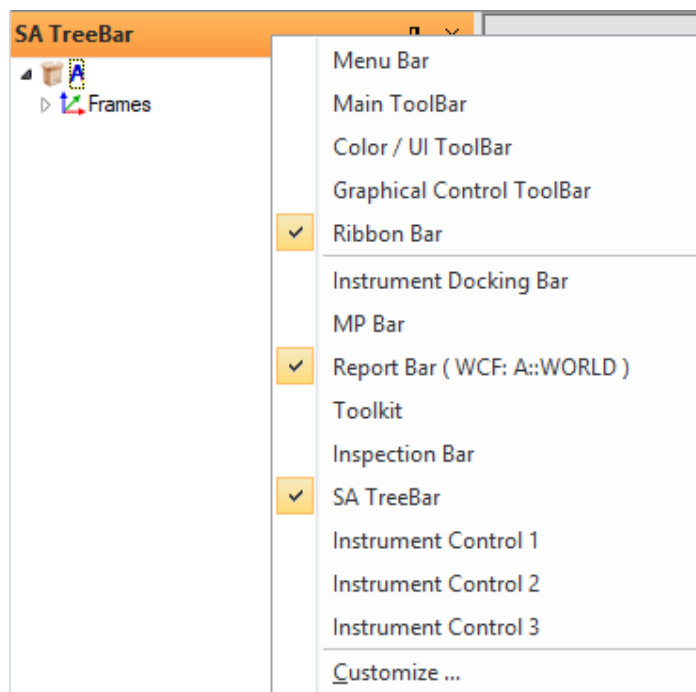 SA TreeBar
A
Frames
Menu Bar
Main ToolBar
Color / UI ToolBar
Graphical Control ToolBar
Ribbon Bar
Instrument Docking Bar
MP Bar
Report Bar ( WCF: A::WORLD )
Toolkit
Inspection Bar
SA TreeBar
Instrument Control 1
Instrument Control 2
Instrument Control 3
Customize ...